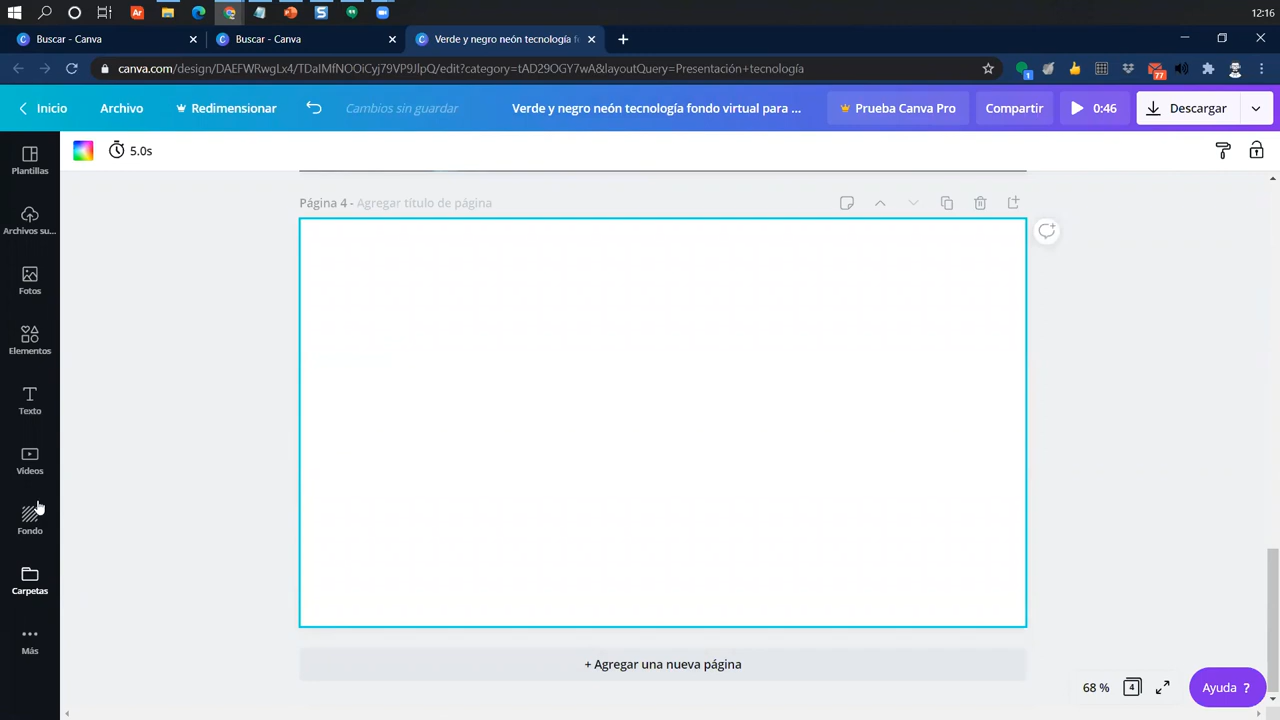 12:16
Buscar - Canva
Buscar - Canva
Verde y negro neón tecnología f
canva.com/design/DAEFWRwgLx4/TDaIMfNOOiCyj79VP9JlpQ/edit?category=tAD29OGY7wA&layoutQuery=Presentación+tecnología
1
77
Inicio
Archivo
Redimensionar
Cambios sin guardar
Verde y negro neón tecnología fondo virtual para ...
Prueba Canva Pro
Compartir
0:46
Descargar
5.0s
Plantillas
Archivos su...
Fotos
Elementos
Texto
Videos
Fondo
Carpetas
Más
Página 4 - Agregar título de página
+ Agregar una nueva página
68 %
4
Ayuda ?